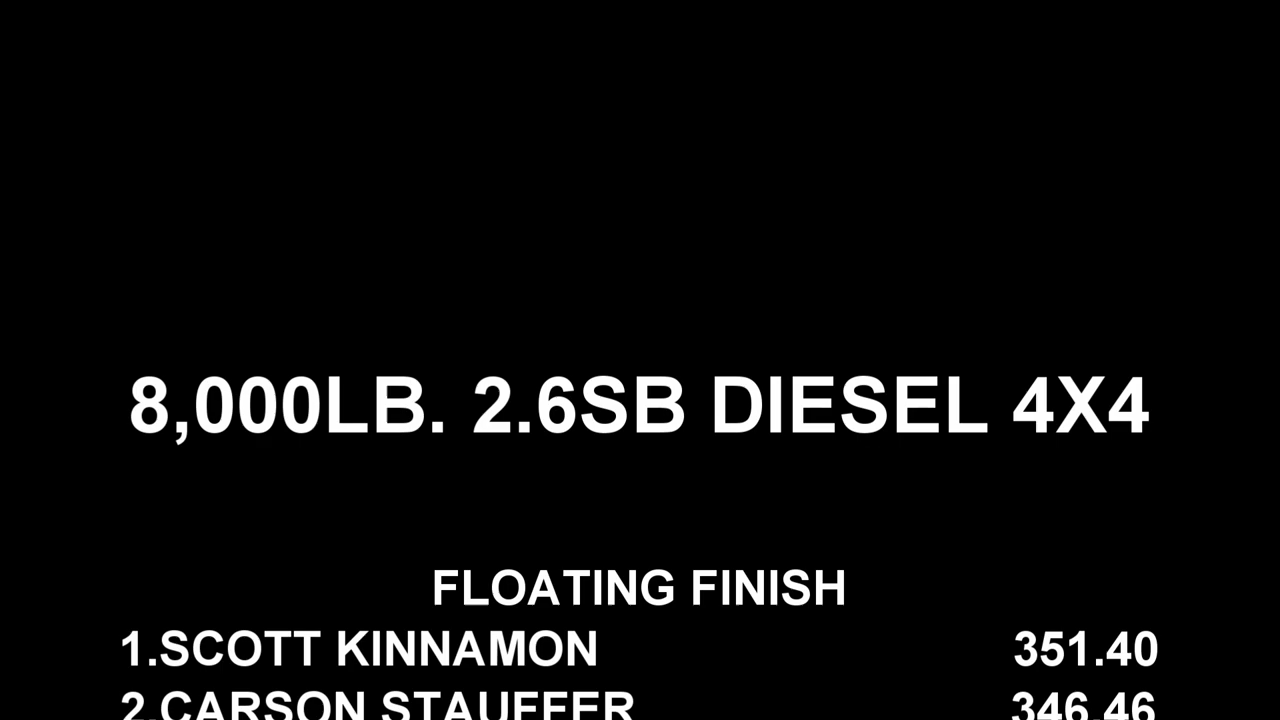 8,000LB. 2.6SB DIESEL 4X4
FLOATING FINISH
1.SCOTT KINNAMON 351.40
2.CARSON STAUFFER 346.46